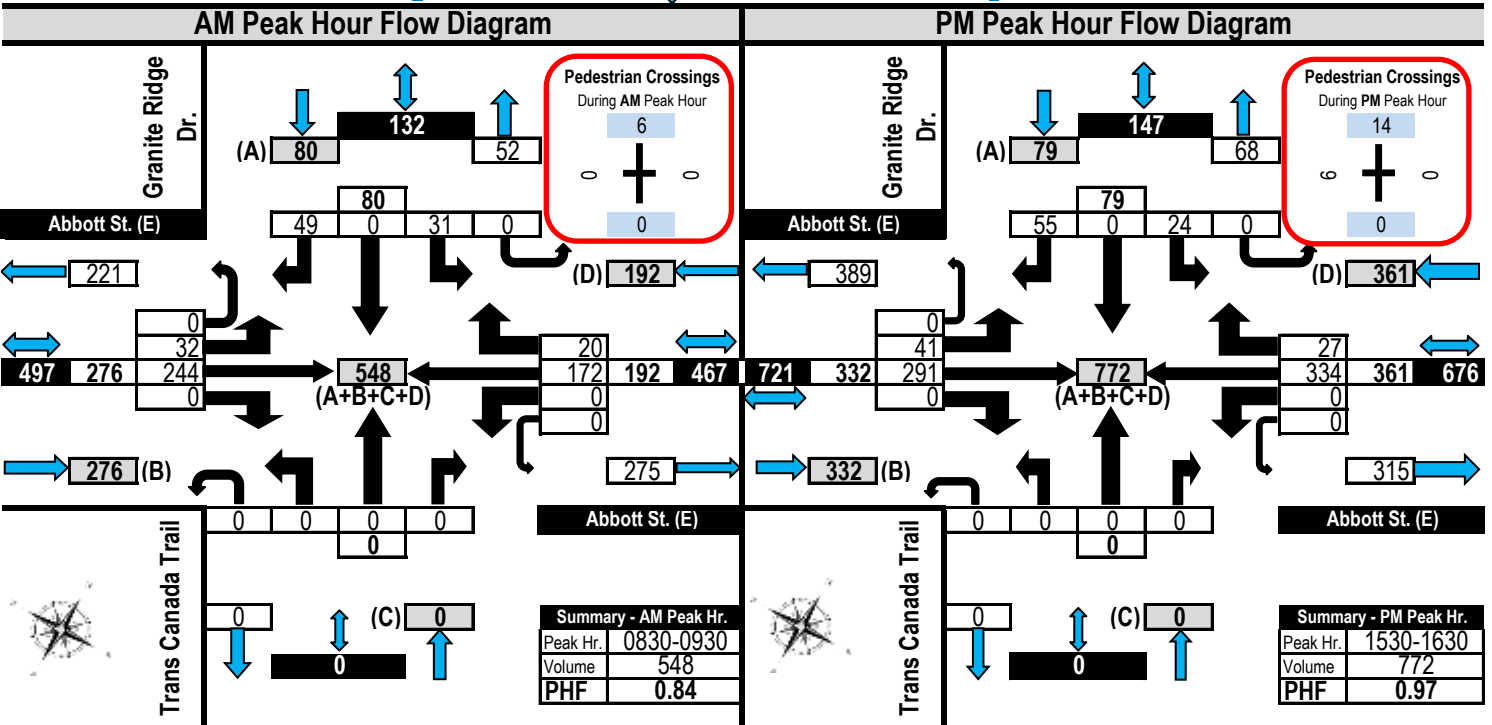 AM Peak Hour Flow Diagram
Granite Ridge
Dr.
Abbott St. (E)
132
(A) 80
52
80
49 0 31 0
Pedestrian Crossings
During AM Peak Hour
6
0 0
0
221
(D) 192
0
32
497 276 244
0
548
(A+B+C+D)
20
172 192 467
0
0
276 (B)
275
0 0 0 0
0
Abbott St. (E)
Trans Canada Trail
0
(C) 0
0
Summary - AM Peak Hr.
Peak Hr. 0830-0930
Volume 548
PHF 0.84
PM Peak Hour Flow Diagram
Granite Ridge
Dr.
Abbott St. (E)
147
(A) 79
68
79
55 0 24 0
Pedestrian Crossings
During PM Peak Hour
14
6 0
0
389
(D) 361
0
41
721 332 291
0
772
(A+B+C+D)
27
334 361 676
0
0
332 (B)
315
0 0 0 0
0
Abbott St. (E)
Trans Canada Trail
0
(C) 0
0
Summary - PM Peak Hr.
Peak Hr. 1530-1630
Volume 772
PHF 0.97